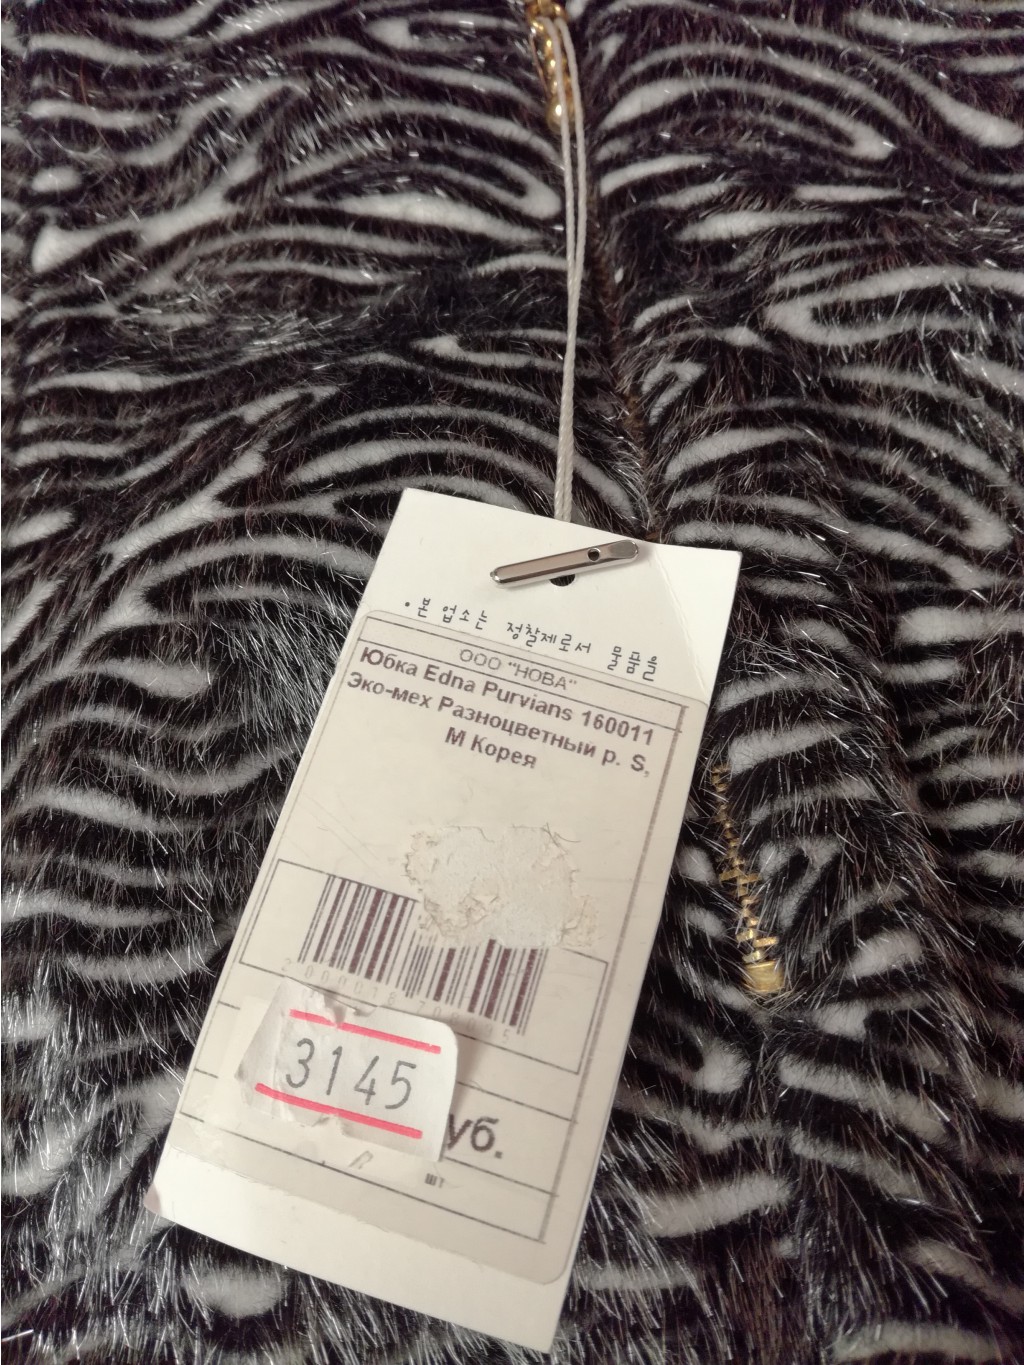 ·본 업소는 정찰제로서 물품을
ООО "НОВА"
Юбка Edna Purvians 160011
Эко-мех Разноцветный р. S,
М Корея
3145
уб.
шт